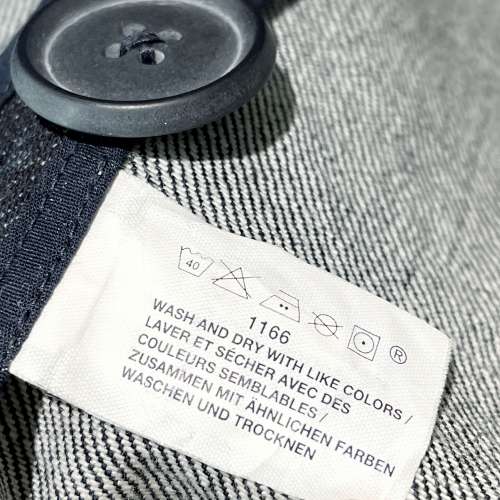 40
®
1166
WASH AND DRY WITH LIKE COLORS /
LAVER ET SÉCHER AVEC DES
COULEURS SEMBLABLES /
ZUSAMMEN MIT ÄHNLICHEN FARBEN
WASCHEN UND TROCKNEN